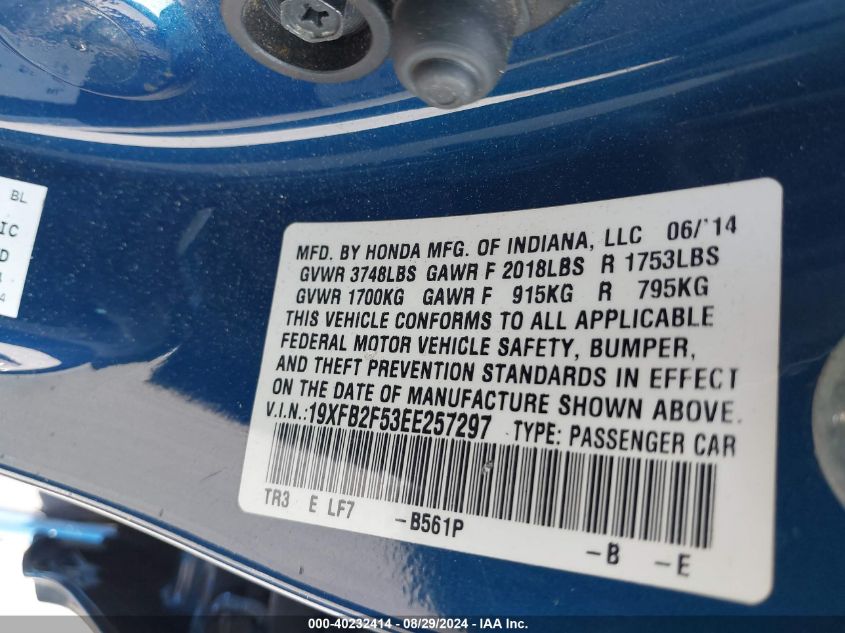 BL
IC
D
4
MFD. BY HONDA MFG. OF INDIANA, LLC 06/'14
GVWR 3748LBS GAWR F 2018LBS R 1753LBS
GVWR 1700KG GAWR F 915KG R 795KG
THIS VEHICLE CONFORMS TO ALL APPLICABLE
FEDERAL MOTOR VEHICLE SAFETY, BUMPER,
AND THEFT PREVENTION STANDARDS IN EFFECT
ON THE DATE OF MANUFACTURE SHOWN ABOVE.
V.I.N.:19XFB2F53EE257297 TYPE: PASSENGER CAR
TR3 E LF7 -B561P -B -E
000-40232414 - 08/29/2024 - IAA Inc.